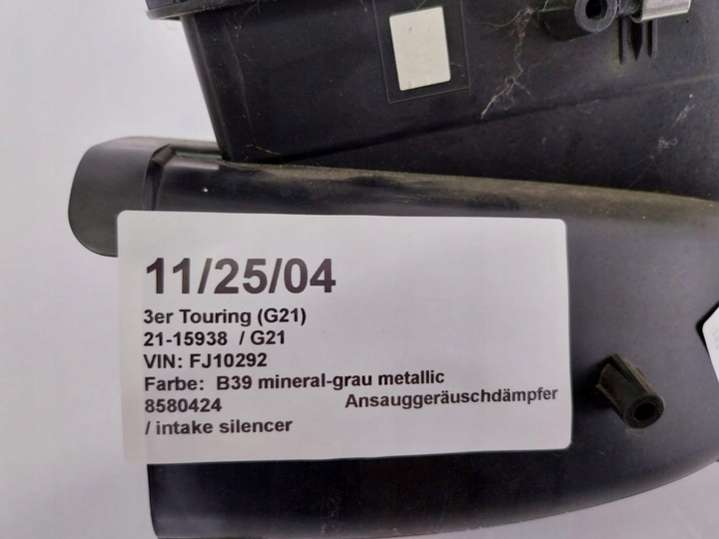 11/25/04
3er Touring (G21)
21-15938 / G21
VIN: FJ10292
Farbe: B39 mineral-grau metallic
8580424 Ansauggeräuschdämpfer
/ intake silencer